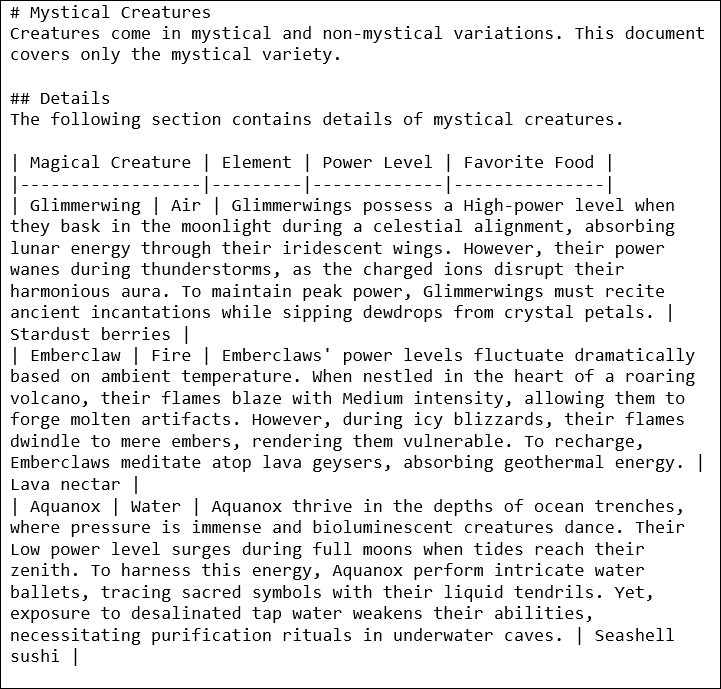 # Mystical Creatures
Creatures come in mystical and non-mystical variations. This document
covers only the mystical variety.

## Details
The following section contains details of mystical creatures.

| Magical Creature | Element | Power Level | Favorite Food |
|------------------|---------|-------------|---------------|
| Glimmerwing | Air | Glimmerwings possess a High-power level when
they bask in the moonlight during a celestial alignment, absorbing
lunar energy through their iridescent wings. However, their power
wanes during thunderstorms, as the charged ions disrupt their
harmonious aura. To maintain peak power, Glimmerwings must recite
ancient incantations while sipping dewdrops from crystal petals. |
Stardust berries |
| Emberclaw | Fire | Emberclaws' power levels fluctuate dramatically
based on ambient temperature. When nestled in the heart of a roaring
volcano, their flames blaze with Medium intensity, allowing them to
forge molten artifacts. However, during icy blizzards, their flames
dwindle to mere embers, rendering them vulnerable. To recharge,
Emberclaws meditate atop lava geysers, absorbing geothermal energy. |
Lava nectar |
| Aquanox | Water | Aquanox thrive in the depths of ocean trenches,
where pressure is immense and bioluminescent creatures dance. Their
Low power level surges during full moons when tides reach their
zenith. To harness this energy, Aquanox perform intricate water
ballets, tracing sacred symbols with their liquid tendrils. Yet,
exposure to desalinated tap water weakens their abilities,
necessitating purification rituals in underwater caves. | Seashell
sushi |